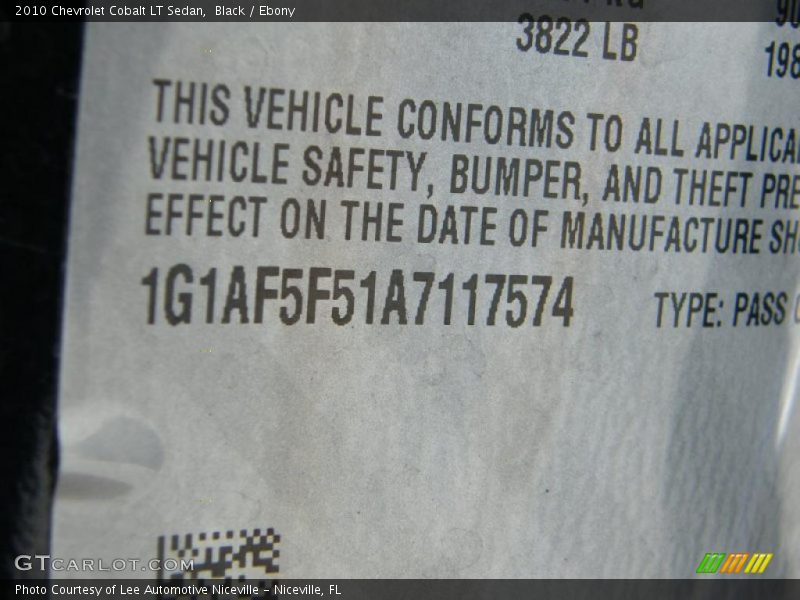 2010 Chevrolet Cobalt LT Sedan, Black / Ebony
3822 LB
198
THIS VEHICLE CONFORMS TO ALL APPLICA
VEHICLE SAFETY, BUMPER, AND THEFT PRE
EFFECT ON THE DATE OF MANUFACTURE SH
1G1AF5F51A7117574 TYPE: PASS
GTCARLOT.COM
Photo Courtesy of Lee Automotive Niceville - Niceville, FL